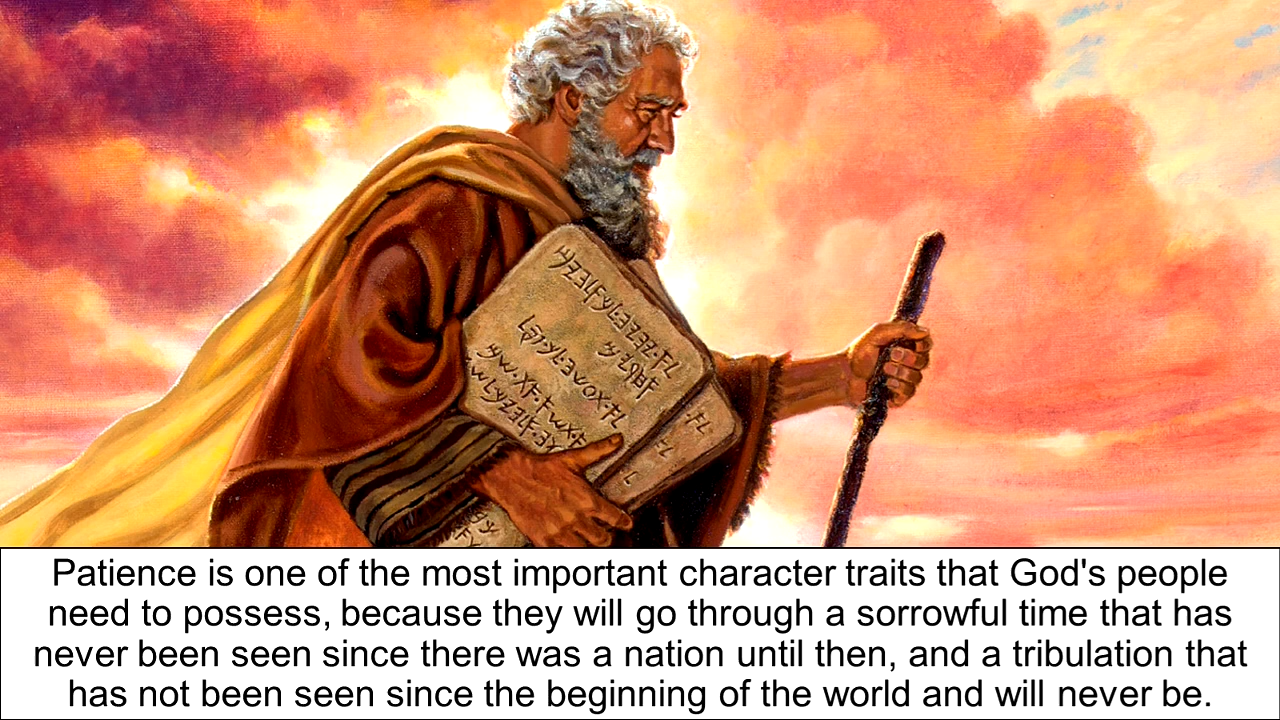 Patience is one of the most important character traits that God's people
need to possess, because they will go through a sorrowful time that has
never been seen since there was a nation until then, and a tribulation that
has not been seen since the beginning of the world and will never be.